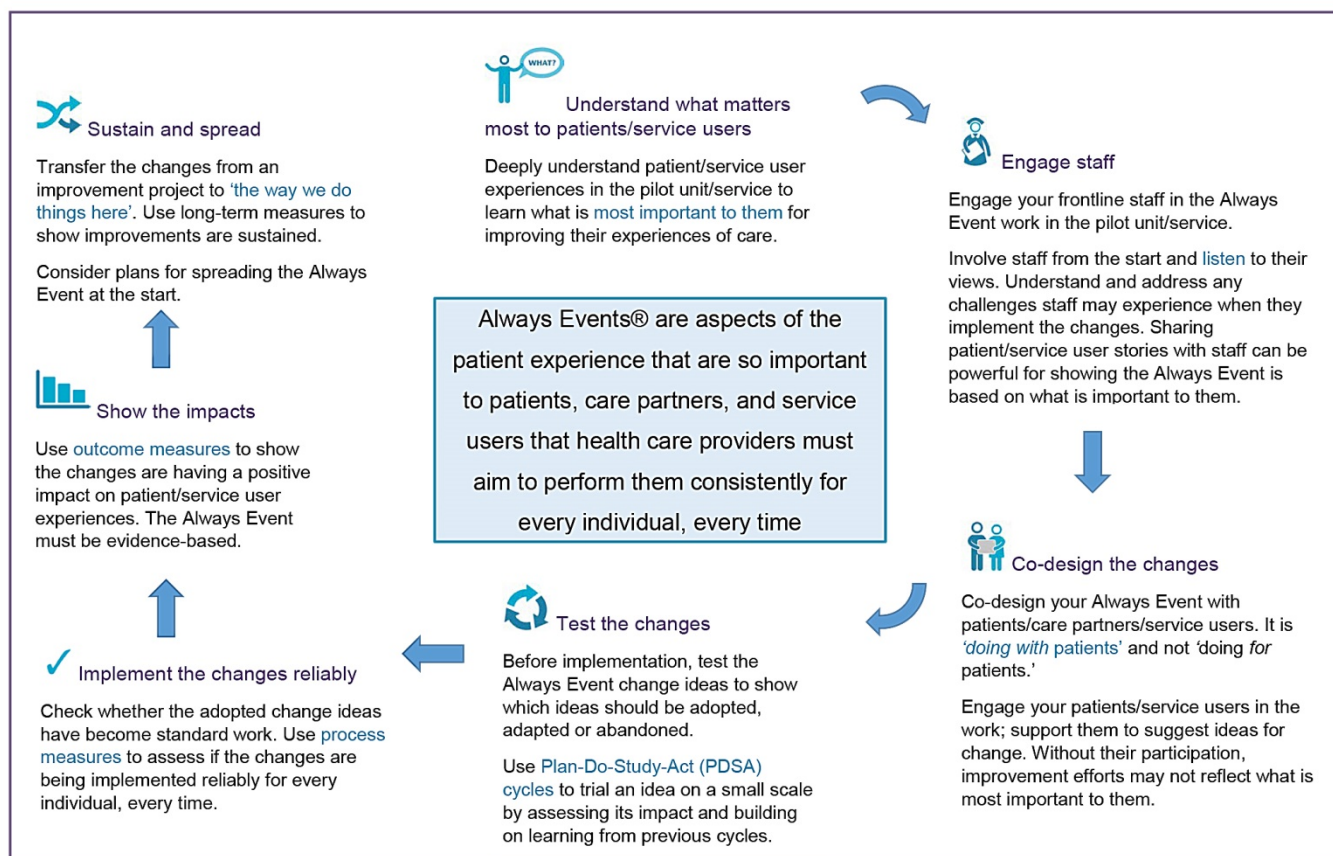 WHAT?
Understand what matters
most to patients/service users
Deeply understand patient/service user
experiences in the pilot unit/service to
learn what is most important to them for
improving their experiences of care.
Engage staff
Engage your frontline staff in the Always
Event work in the pilot unit/service.
Involve staff from the start and listen to their
views. Understand and address any
challenges staff may experience when they
implement the changes. Sharing
patient/service user stories with staff can be
powerful for showing the Always Event is
based on what is important to them.
Co-design the changes
Co-design your Always Event with
patients/care partners/service users. It is
‘doing with patients’ and not ‘doing for
patients.’
Engage your patients/service users in the
work; support them to suggest ideas for
change. Without their participation,
improvement efforts may not reflect what is
most important to them.
Test the changes
Before implementation, test the
Always Event change ideas to show
which ideas should be adopted,
adapted or abandoned.
Use Plan-Do-Study-Act (PDSA)
cycles to trial an idea on a small scale
by assessing its impact and building
on learning from previous cycles.
Implement the changes reliably
Check whether the adopted change ideas
have become standard work. Use process
measures to assess if the changes are
being implemented reliably for every
individual, every time.
Show the impacts
Use outcome measures to show
the changes are having a positive
impact on patient/service user
experiences. The Always Event
must be evidence-based.
Sustain and spread
Transfer the changes from an
improvement project to ‘the way we do
things here’. Use long-term measures to
show improvements are sustained.
Consider plans for spreading the Always
Event at the start.
Always Events® are aspects of the
patient experience that are so important
to patients, care partners, and service
users that health care providers must
aim to perform them consistently for
every individual, every time